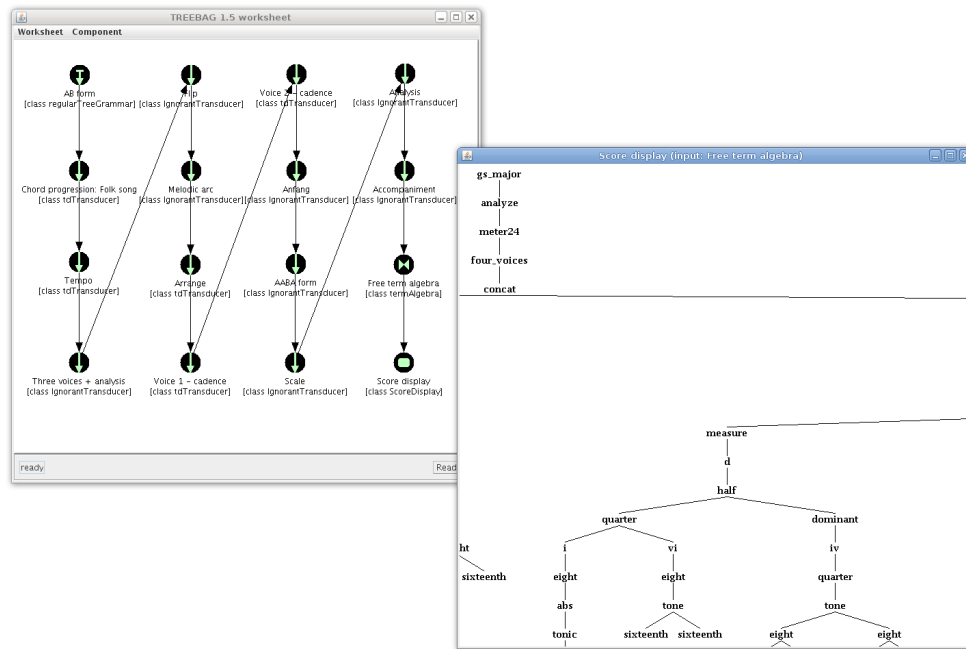 TREEBAG 1.5 worksheet
Worksheet Component
AB form
[class regularTreeGrammar]
Flip
[class IgnorantTransducer]
Voice 2 – cadence
[class tdTransducer]
Analysis
[class IgnorantTransducer]
Chord progression: Folk song
[class tdTransducer]
Melodic arc
[class IgnorantTransducer]
Anfang
[class IgnorantTransducer]
Accompaniment
[class IgnorantTransducer]
Tempo
[class tdTransducer]
Arrange
[class tdTransducer]
AABA form
[class IgnorantTransducer]
Free term algebra
[class termAlgebra]
Three voices + analysis
[class IgnorantTransducer]
Voice 1 – cadence
[class tdTransducer]
Scale
[class IgnorantTransducer]
Score display
[class ScoreDisplay]
ready
Read
Score display (input: Free term algebra)
gs_major
analyze
meter24
four_voices
concat
measure
d
half
quarter dominant
ht i vi iv
sixteenth eight eight quarter
abs tone tone
tonic sixteenth sixteenth eight eight